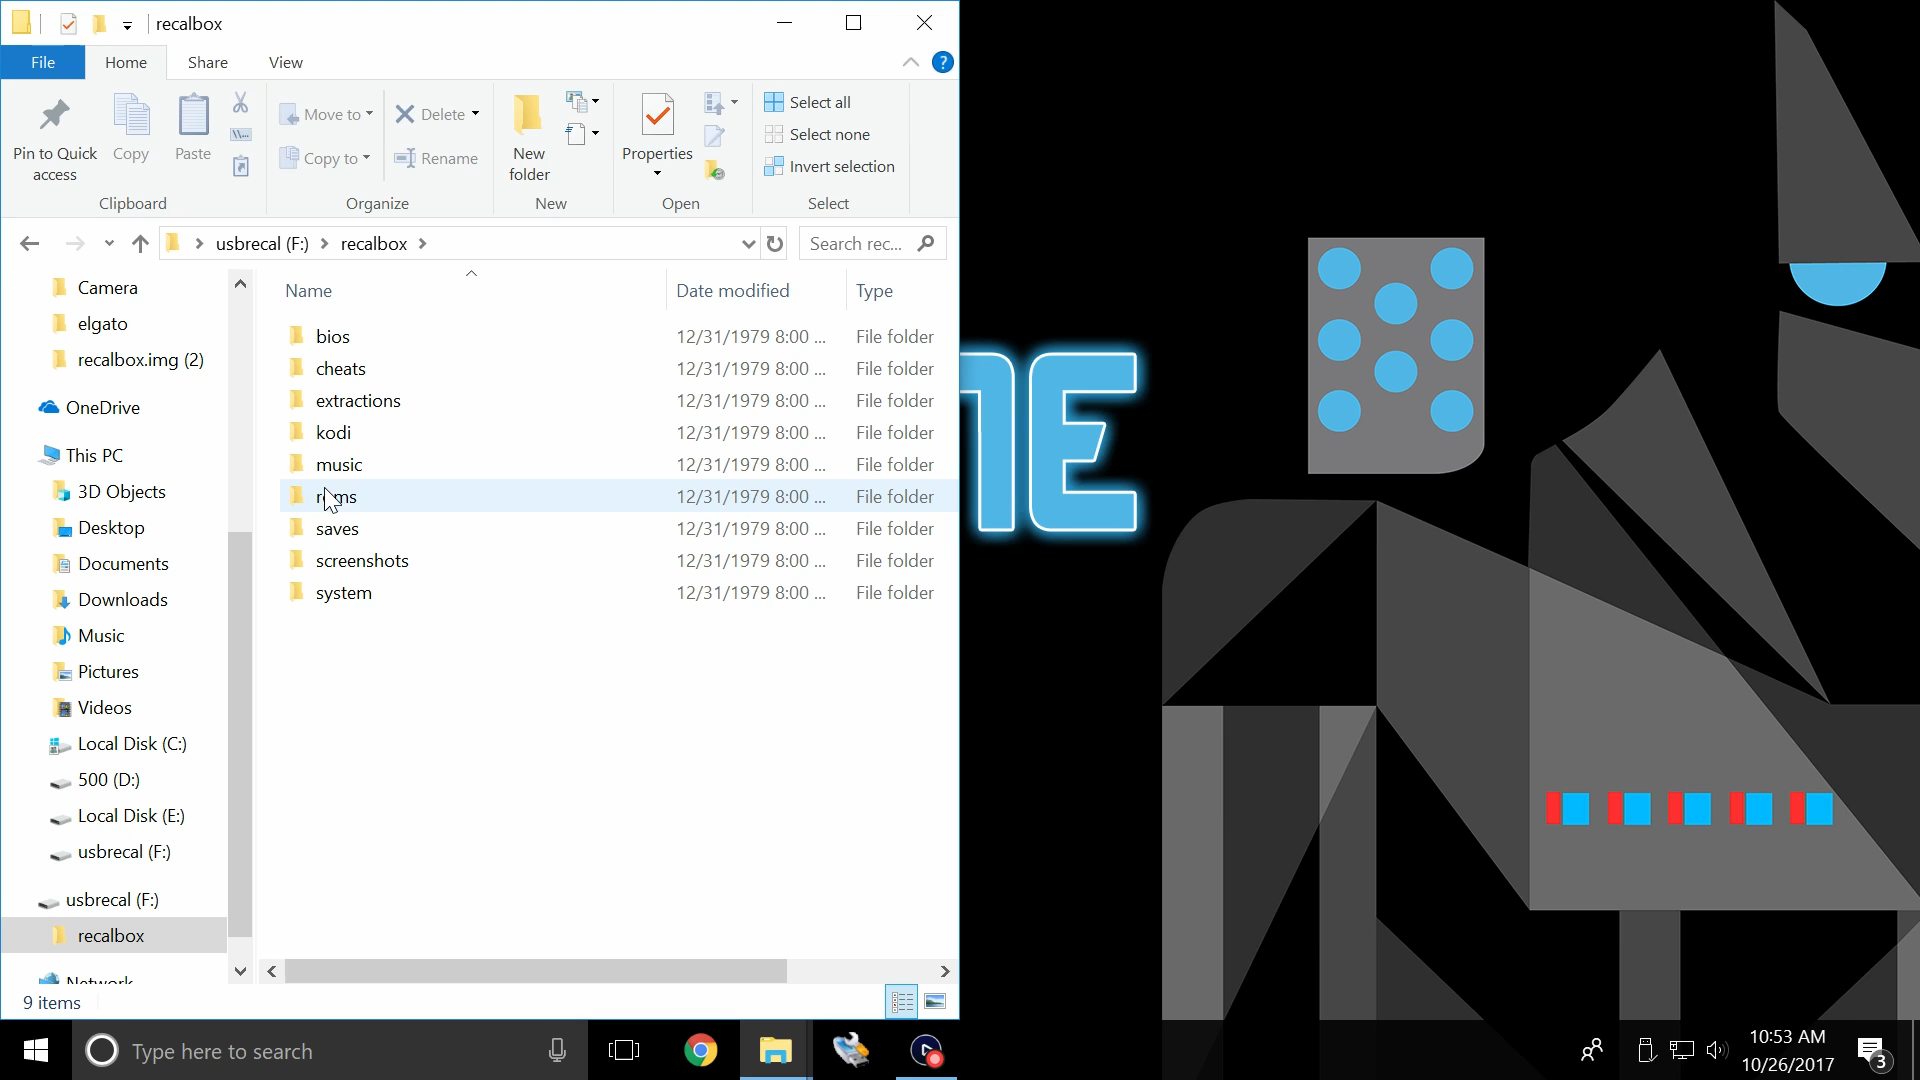 recalbox
File
Home
Share
View
?
Pin to Quick
access
Copy
Paste
Clipboard
Move to
Copy to
Delete
Rename
Organize
New
folder
New
Properties
Open
Select all
Select none
Invert selection
Select
usbrecal (F:)
recalbox
Search rec...
Camera
elgato
recalbox.img (2)
OneDrive
This PC
3D Objects
Desktop
Documents
Downloads
Music
Pictures
Videos
Local Disk (C:)
500 (D:)
Local Disk (E:)
usbrecal (F:)
usbrecal (F:)
recalbox
Network
Name Date modified Type
bios 12/31/1979 8:00 ... File folder
cheats 12/31/1979 8:00 ... File folder
extractions 12/31/1979 8:00 ... File folder
kodi 12/31/1979 8:00 ... File folder
music 12/31/1979 8:00 ... File folder
roms 12/31/1979 8:00 ... File folder
saves 12/31/1979 8:00 ... File folder
screenshots 12/31/1979 8:00 ... File folder
system 12/31/1979 8:00 ... File folder
9 items
E
Type here to search
10:53 AM
10/26/2017
3